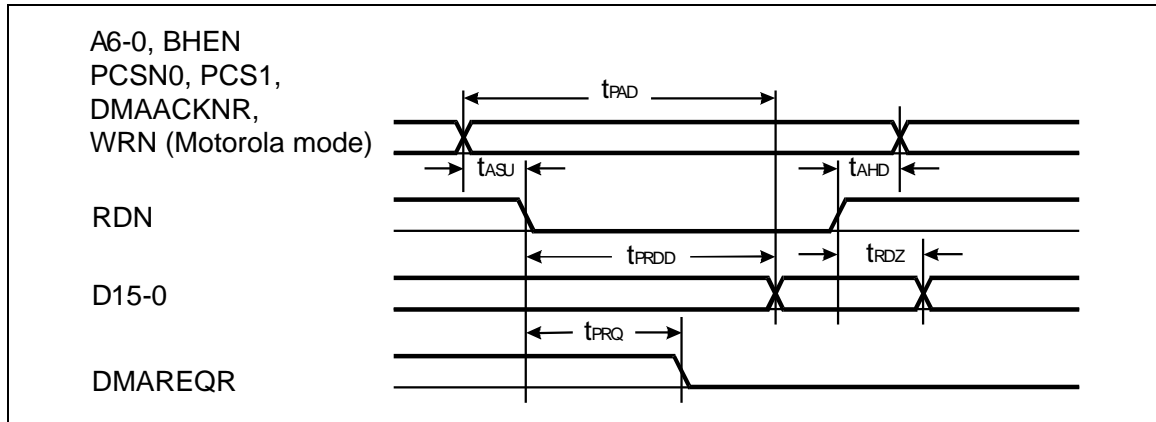 A6-0, BHEN
PCSN0, PCS1,
DMAACKNR,
WRN (Motorola mode)
tPAD
tASU
tAHD
RDN
tPRDD
tRDZ
D15-0
tPRQ
DMAREQR